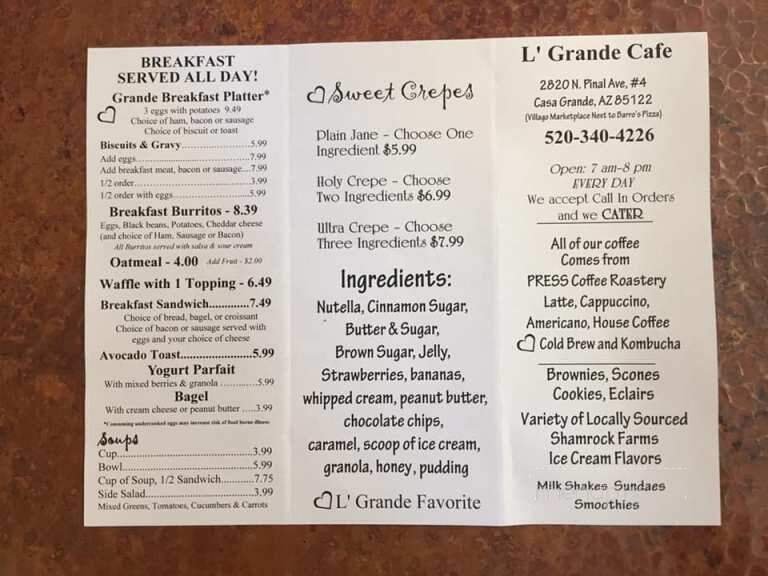 BREAKFAST
SERVED ALL DAY!
Grande Breakfast Platter*
3 eggs with potatoes 9.49
Choice of ham, bacon or sausage
Choice of biscuit or toast
Biscuits & Gravy.....................5.99
Add eggs..............................7.99
Add breakfast meat, bacon or sausage....7.99
1/2 order..............................3.99
1/2 order with eggs.....................5.99
Breakfast Burritos - 8.39
Eggs, Black beans, Potatoes, Cheddar cheese
(and choice of Ham, Sausage or Bacon)
All Burritos served with salsa & sour cream
Oatmeal - 4.00 Add Fruit - $2.00
Waffle with 1 Topping - 6.49
Breakfast Sandwich.............7.49
Choice of bread, bagel, or croissant
Choice of bacon or sausage served with
eggs and your choice of cheese
Avocado Toast.......................5.99
Yogurt Parfait
With mixed berries & granola ............5.99
Bagel
With cream cheese or peanut butter ....3.99
*Consuming undercooked eggs may increase risk of food borne illness
Soups
Cup.................................3.99
Bowl................................5.99
Cup of Soup, 1/2 Sandwich..........7.75
Side Salad...........................3.99
Mixed Greens, Tomatoes, Cucumbers & Carrots
Sweet Crepes
Plain Jane - Choose One
Ingredient $5.99
Holy Crepe - Choose
Two Ingredients $6.99
Ultra Crepe - Choose
Three Ingredients $7.99
Ingredients:
Nutella, Cinnamon Sugar,
Butter & Sugar,
Brown Sugar, Jelly,
Strawberries, bananas,
whipped cream, peanut butter,
chocolate chips,
caramel, scoop of ice cream,
granola, honey, pudding
L' Grande Favorite
L' Grande Cafe
2820 N. Pinal Ave, #4
Casa Grande, AZ 85122
(Village Marketplace Next to Barro's Pizza)
520-340-4226
Open: 7 am-8 pm
EVERY DAY
We accept Call In Orders
and we CATER
All of our coffee
Comes from
PRESS Coffee Roastery
Latte, Cappuccino,
Americano, House Coffee
Cold Brew and Kombucha
Brownies, Scones
Cookies, Eclairs
Variety of Locally Sourced
Shamrock Farms
Ice Cream Flavors
Milk Shakes Sundaes
Smoothies